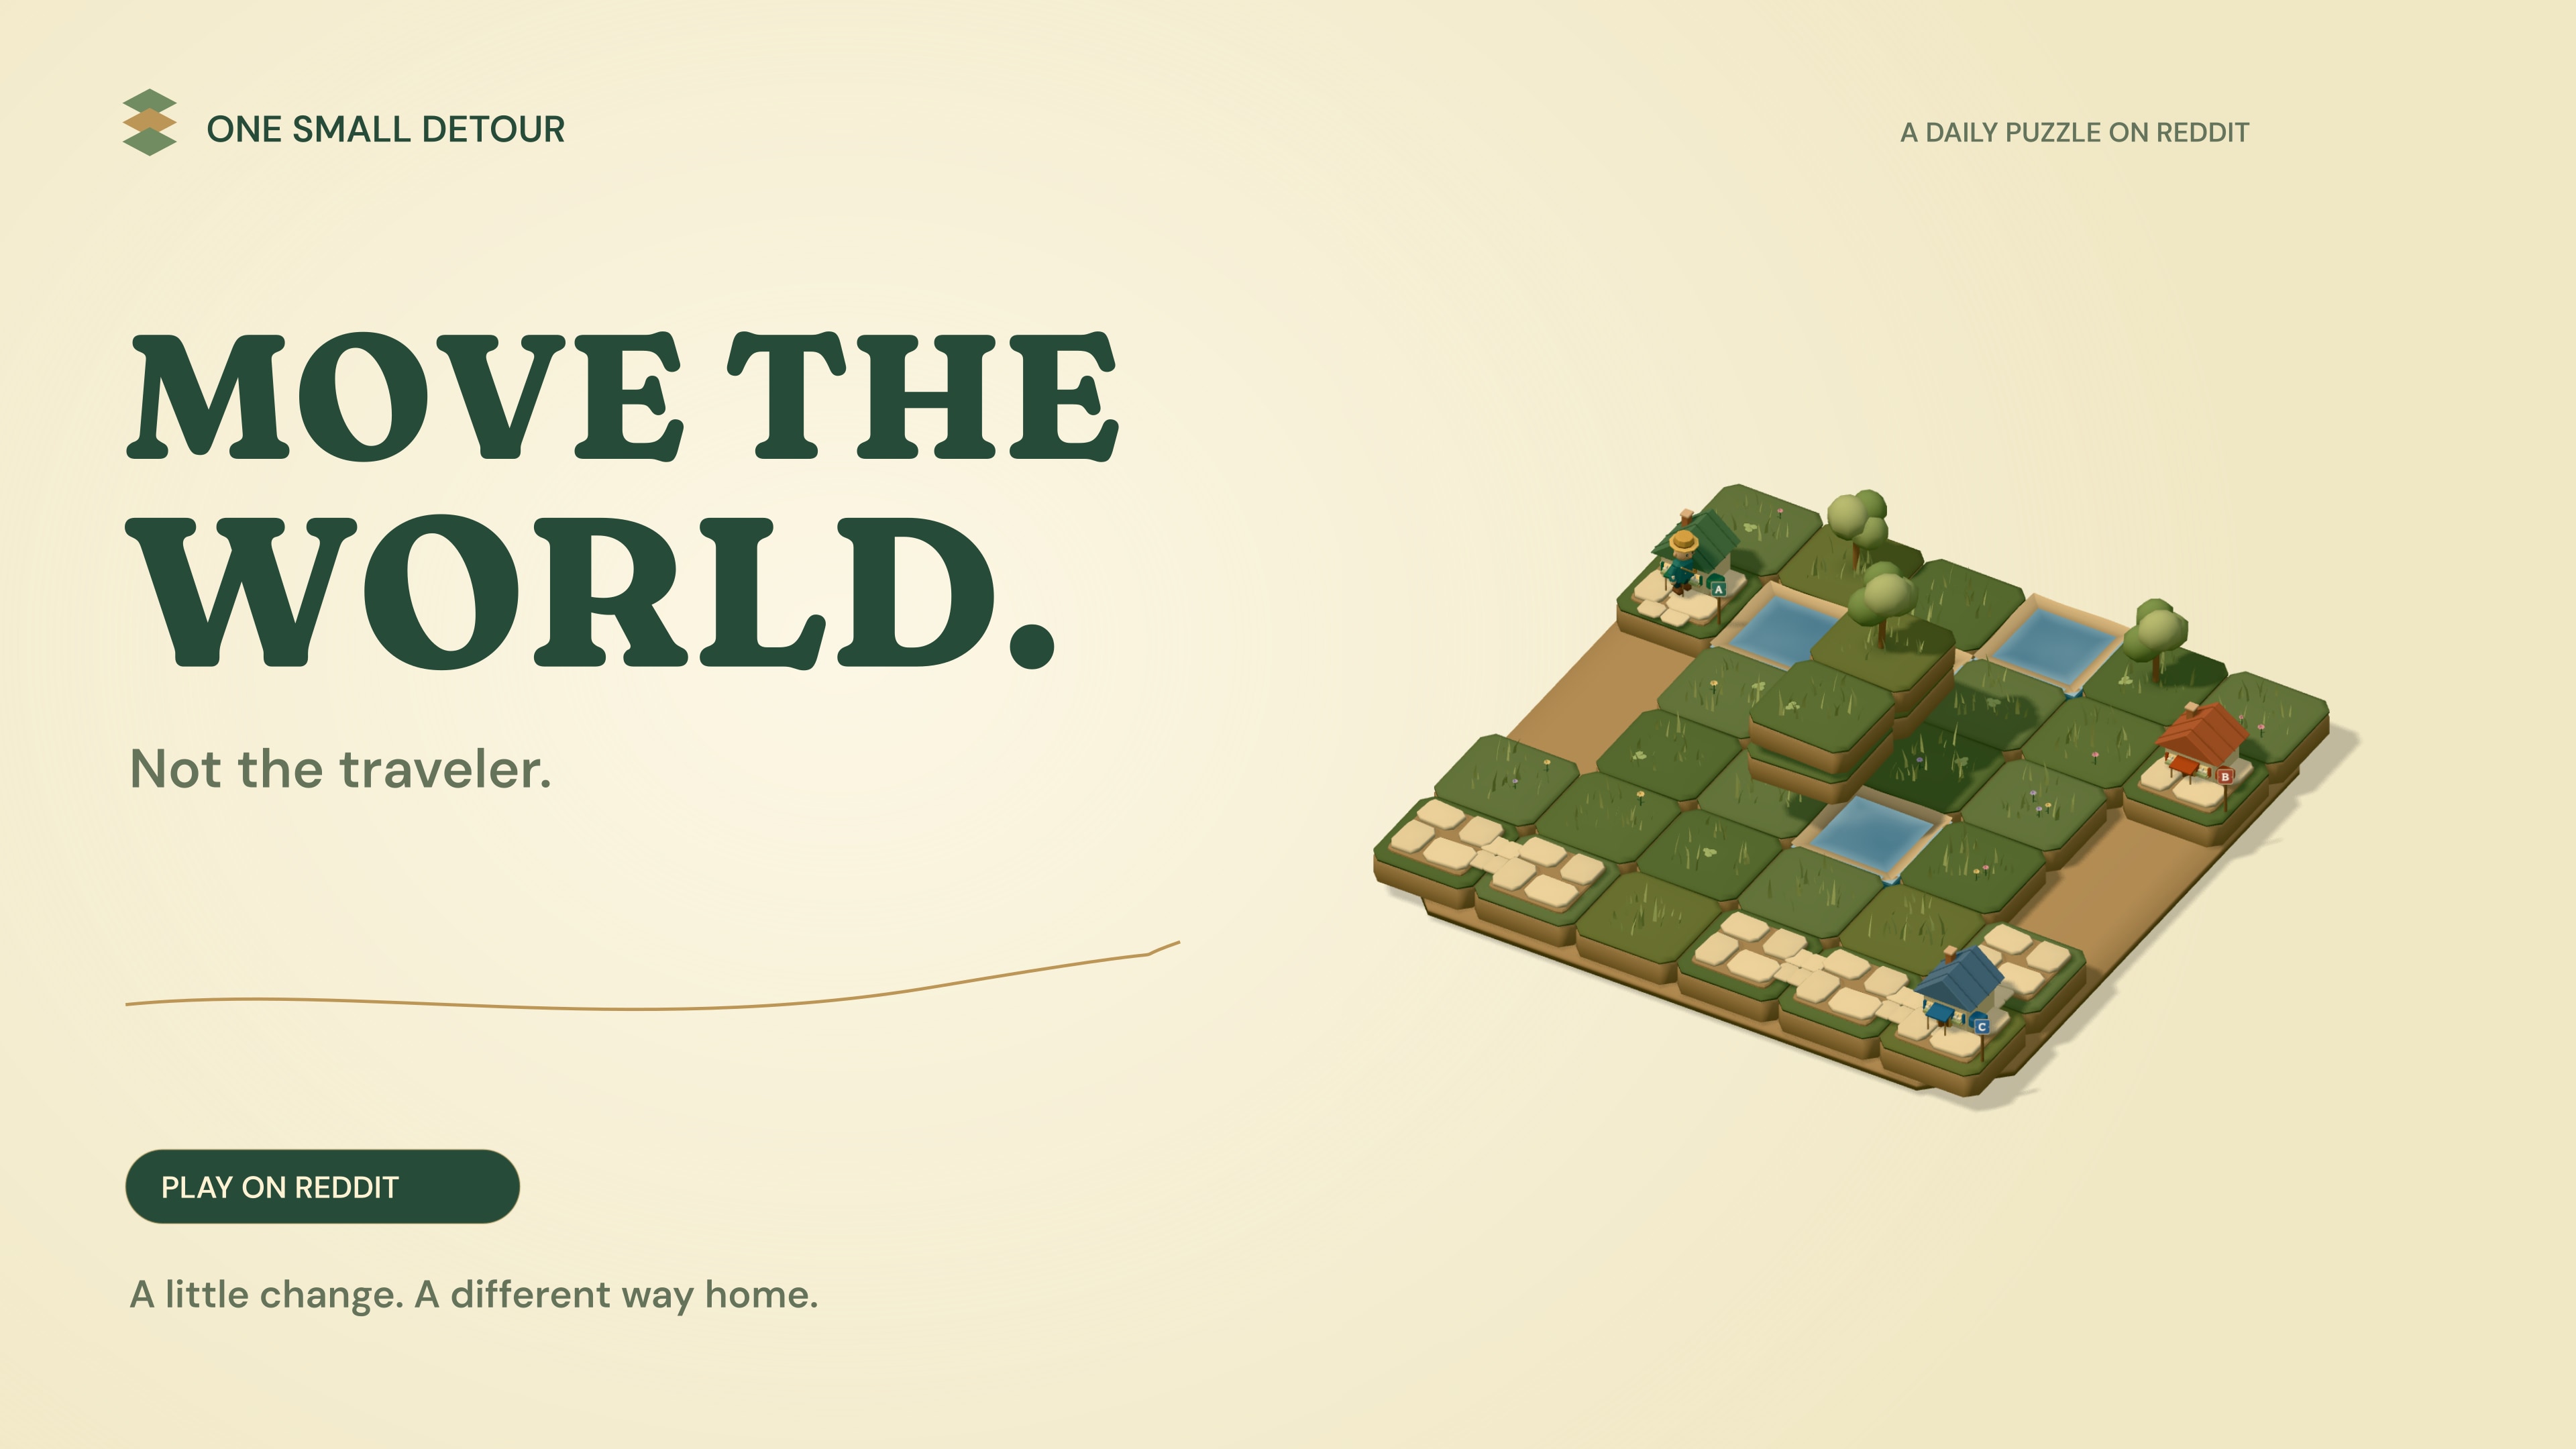 ONE SMALL DETOUR
A DAILY PUZZLE ON REDDIT
MOVE THE
WORLD.
Not the traveler.
A
B
C
PLAY ON REDDIT
A little change. A different way home.